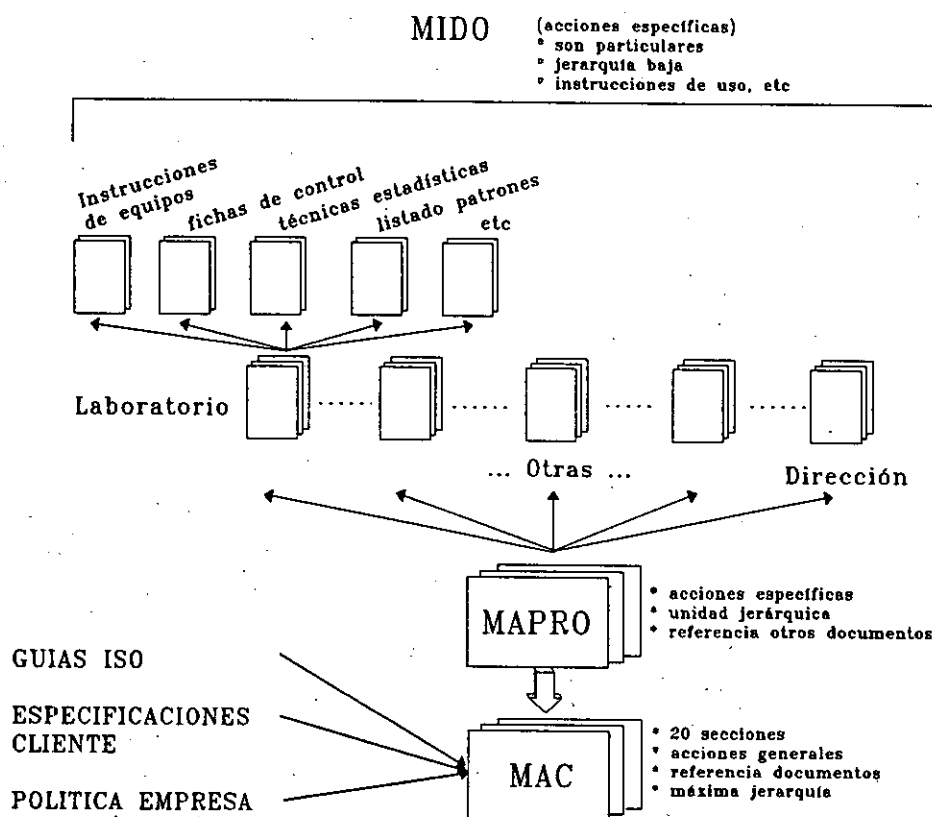 MIDO
(acciones específicas)
* son particulares
* jerarquía baja
* instrucciones de uso, etc
Instrucciones
de equipos
fichas de control
técnicas estadísticas
listado patrones
etc
Laboratorio
... Otras ...
Dirección
MAPRO
* acciones específicas
* unidad jerárquica
* referencia otros documentos
GUIAS ISO
ESPECIFICACIONES
CLIENTE
POLITICA EMPRESA
MAC
* 20 secciones
* acciones generales
* referencia documentos
* máxima jerarquía